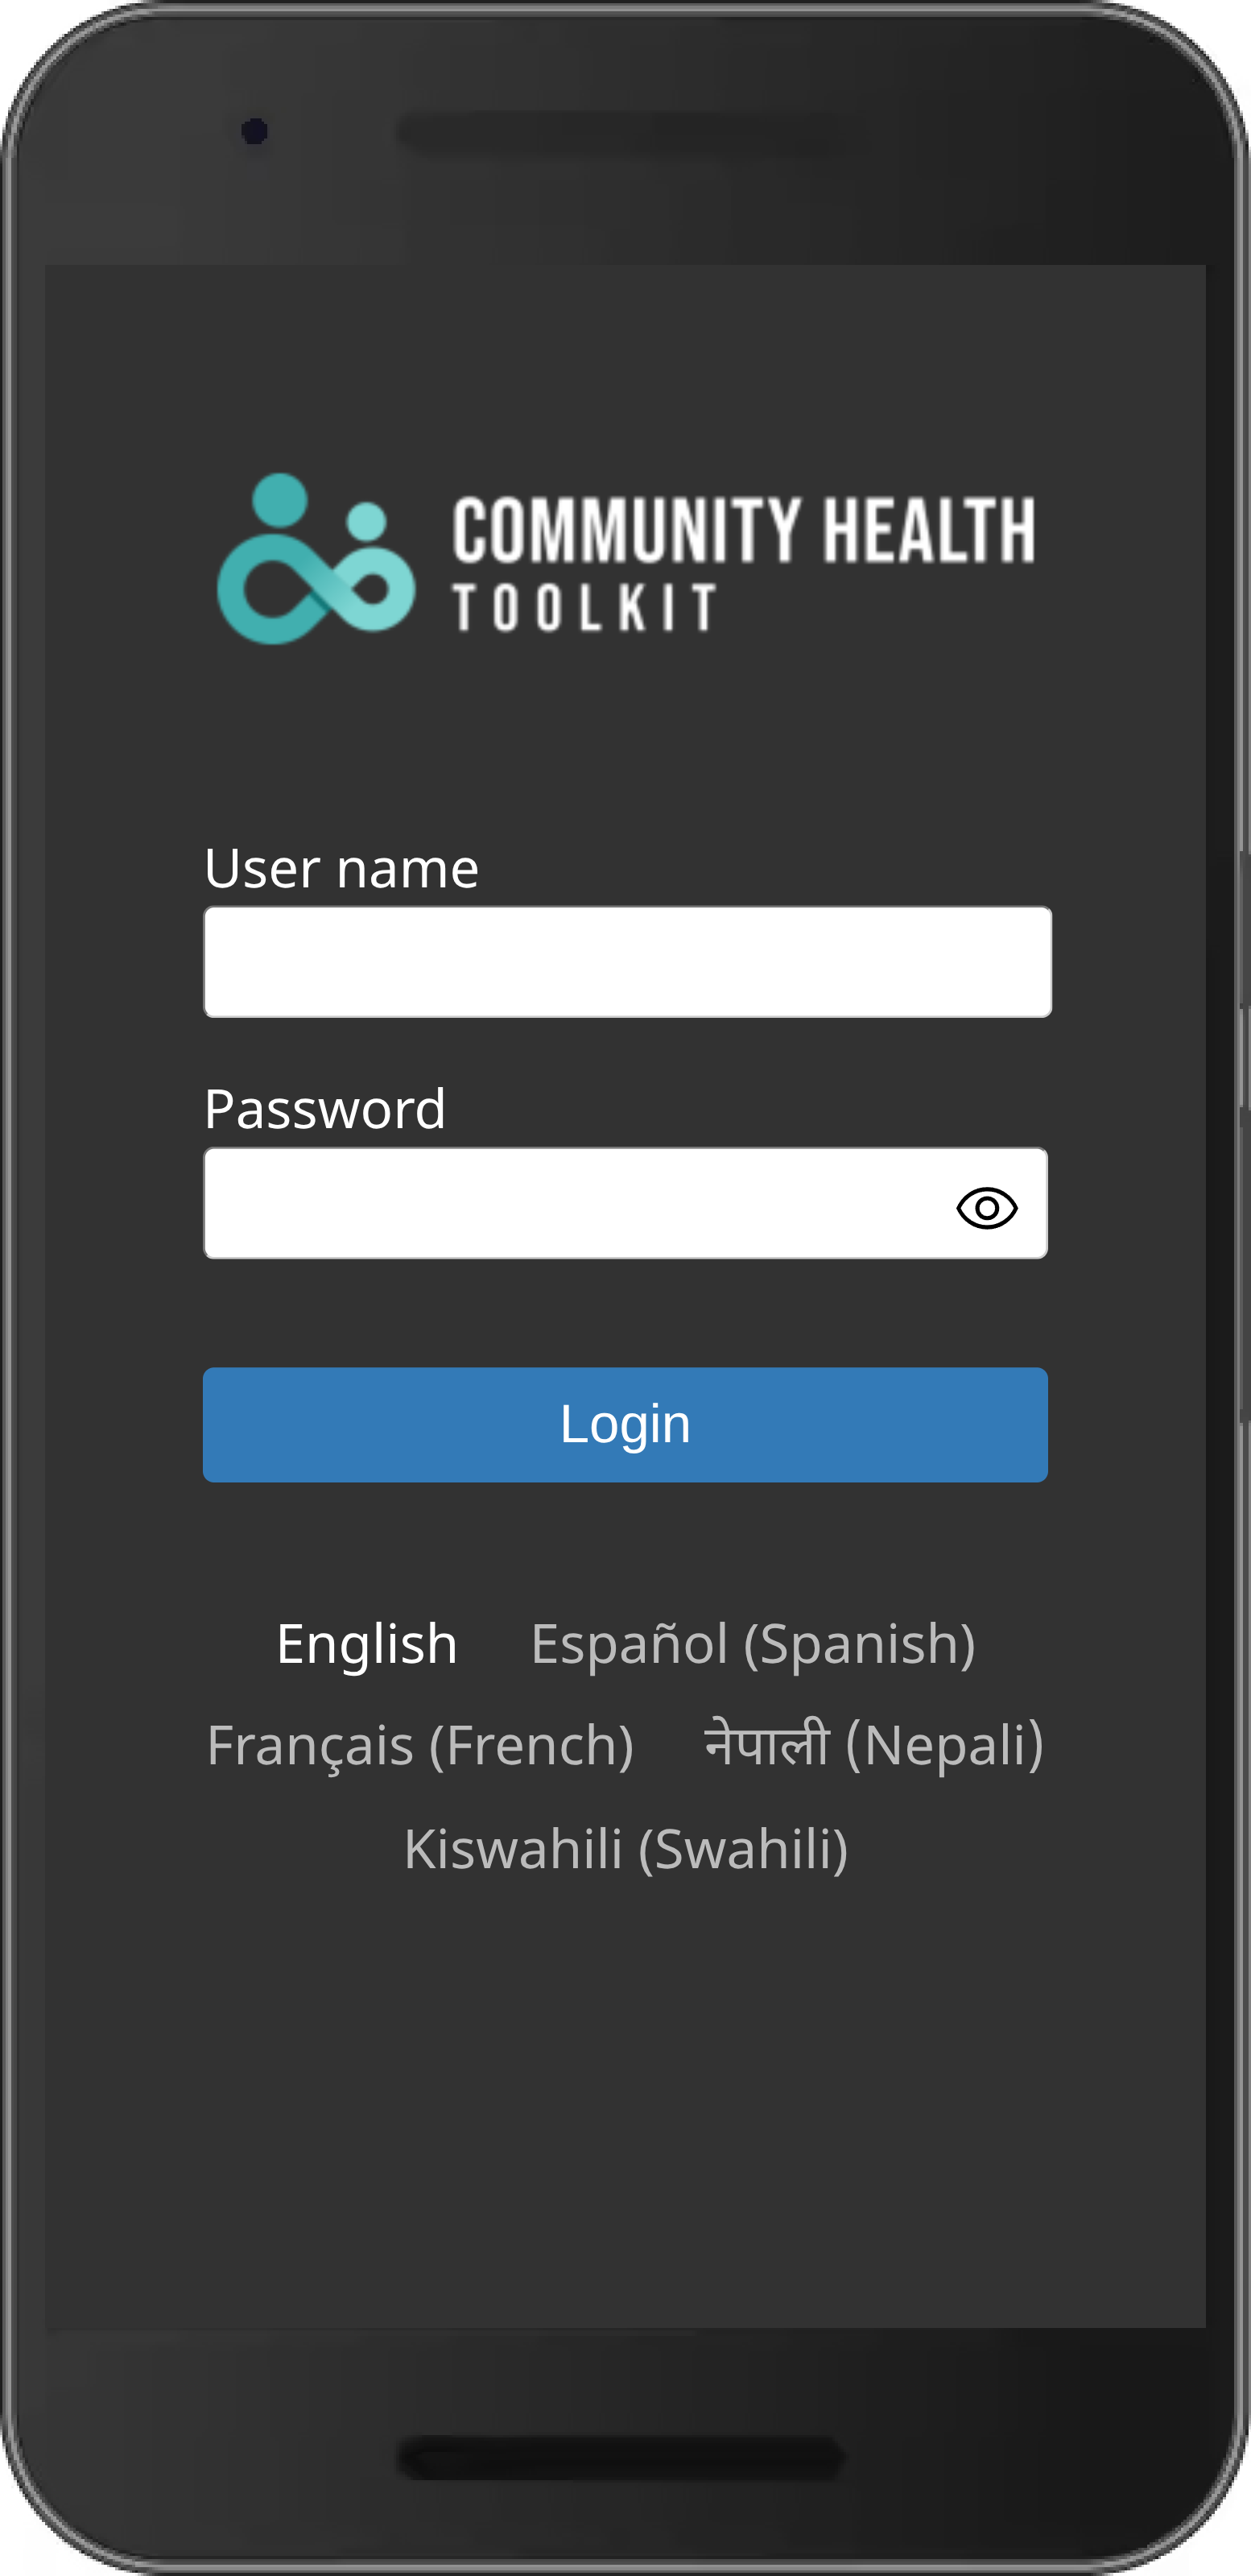 COMMUNITY HEALTH
TOOLKIT
User name
Password
Login
English Español (Spanish)
Français (French) नेपाली (Nepali)
Kiswahili (Swahili)